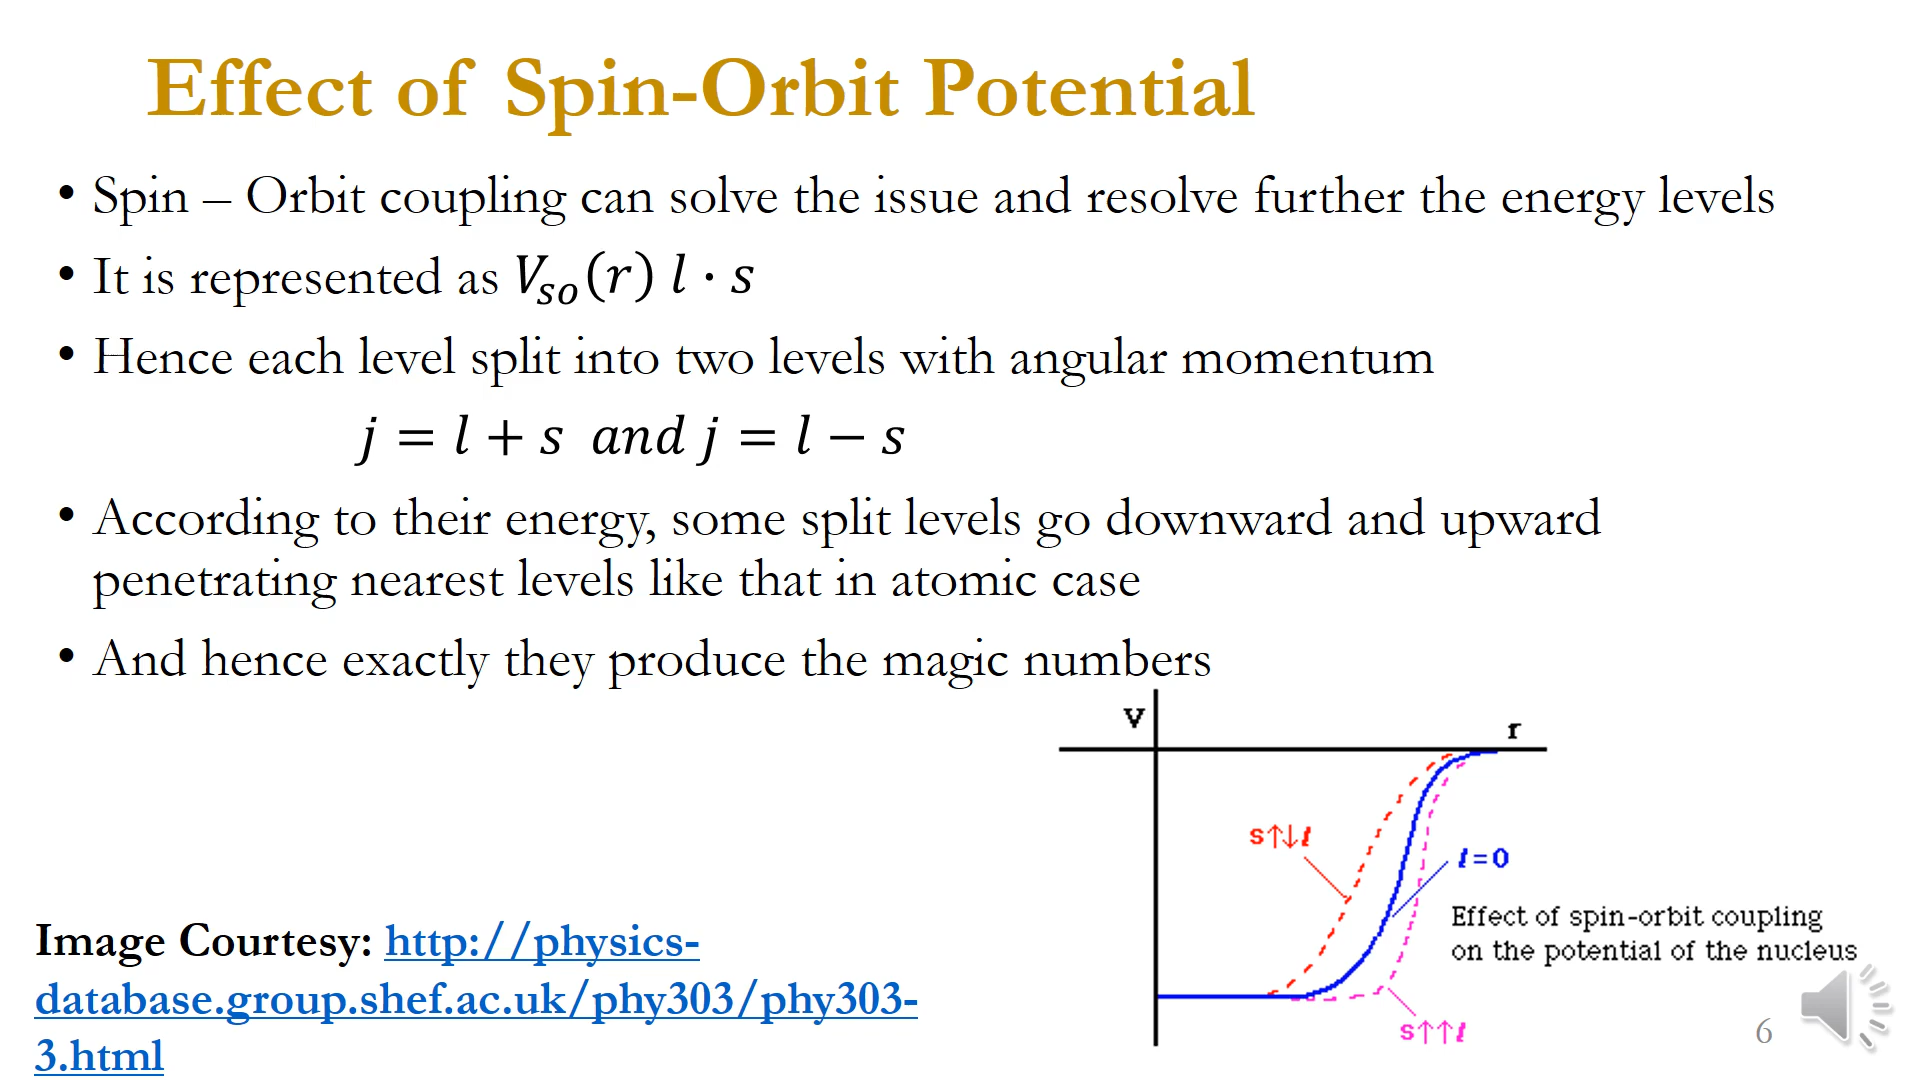 Effect of Spin-Orbit Potential
• Spin – Orbit coupling can solve the issue and resolve further the energy levels
• It is represented as V_so(r) l · s
• Hence each level split into two levels with angular momentum
j = l + s and j = l − s
• According to their energy, some split levels go downward and upward
penetrating nearest levels like that in atomic case
• And hence exactly they produce the magic numbers
V
r
s↑↓l
l=0
Effect of spin-orbit coupling
on the potential of the nucleus
s↑↑l
Image Courtesy: http://physics-
database.group.shef.ac.uk/phy303/phy303-
3.html
6